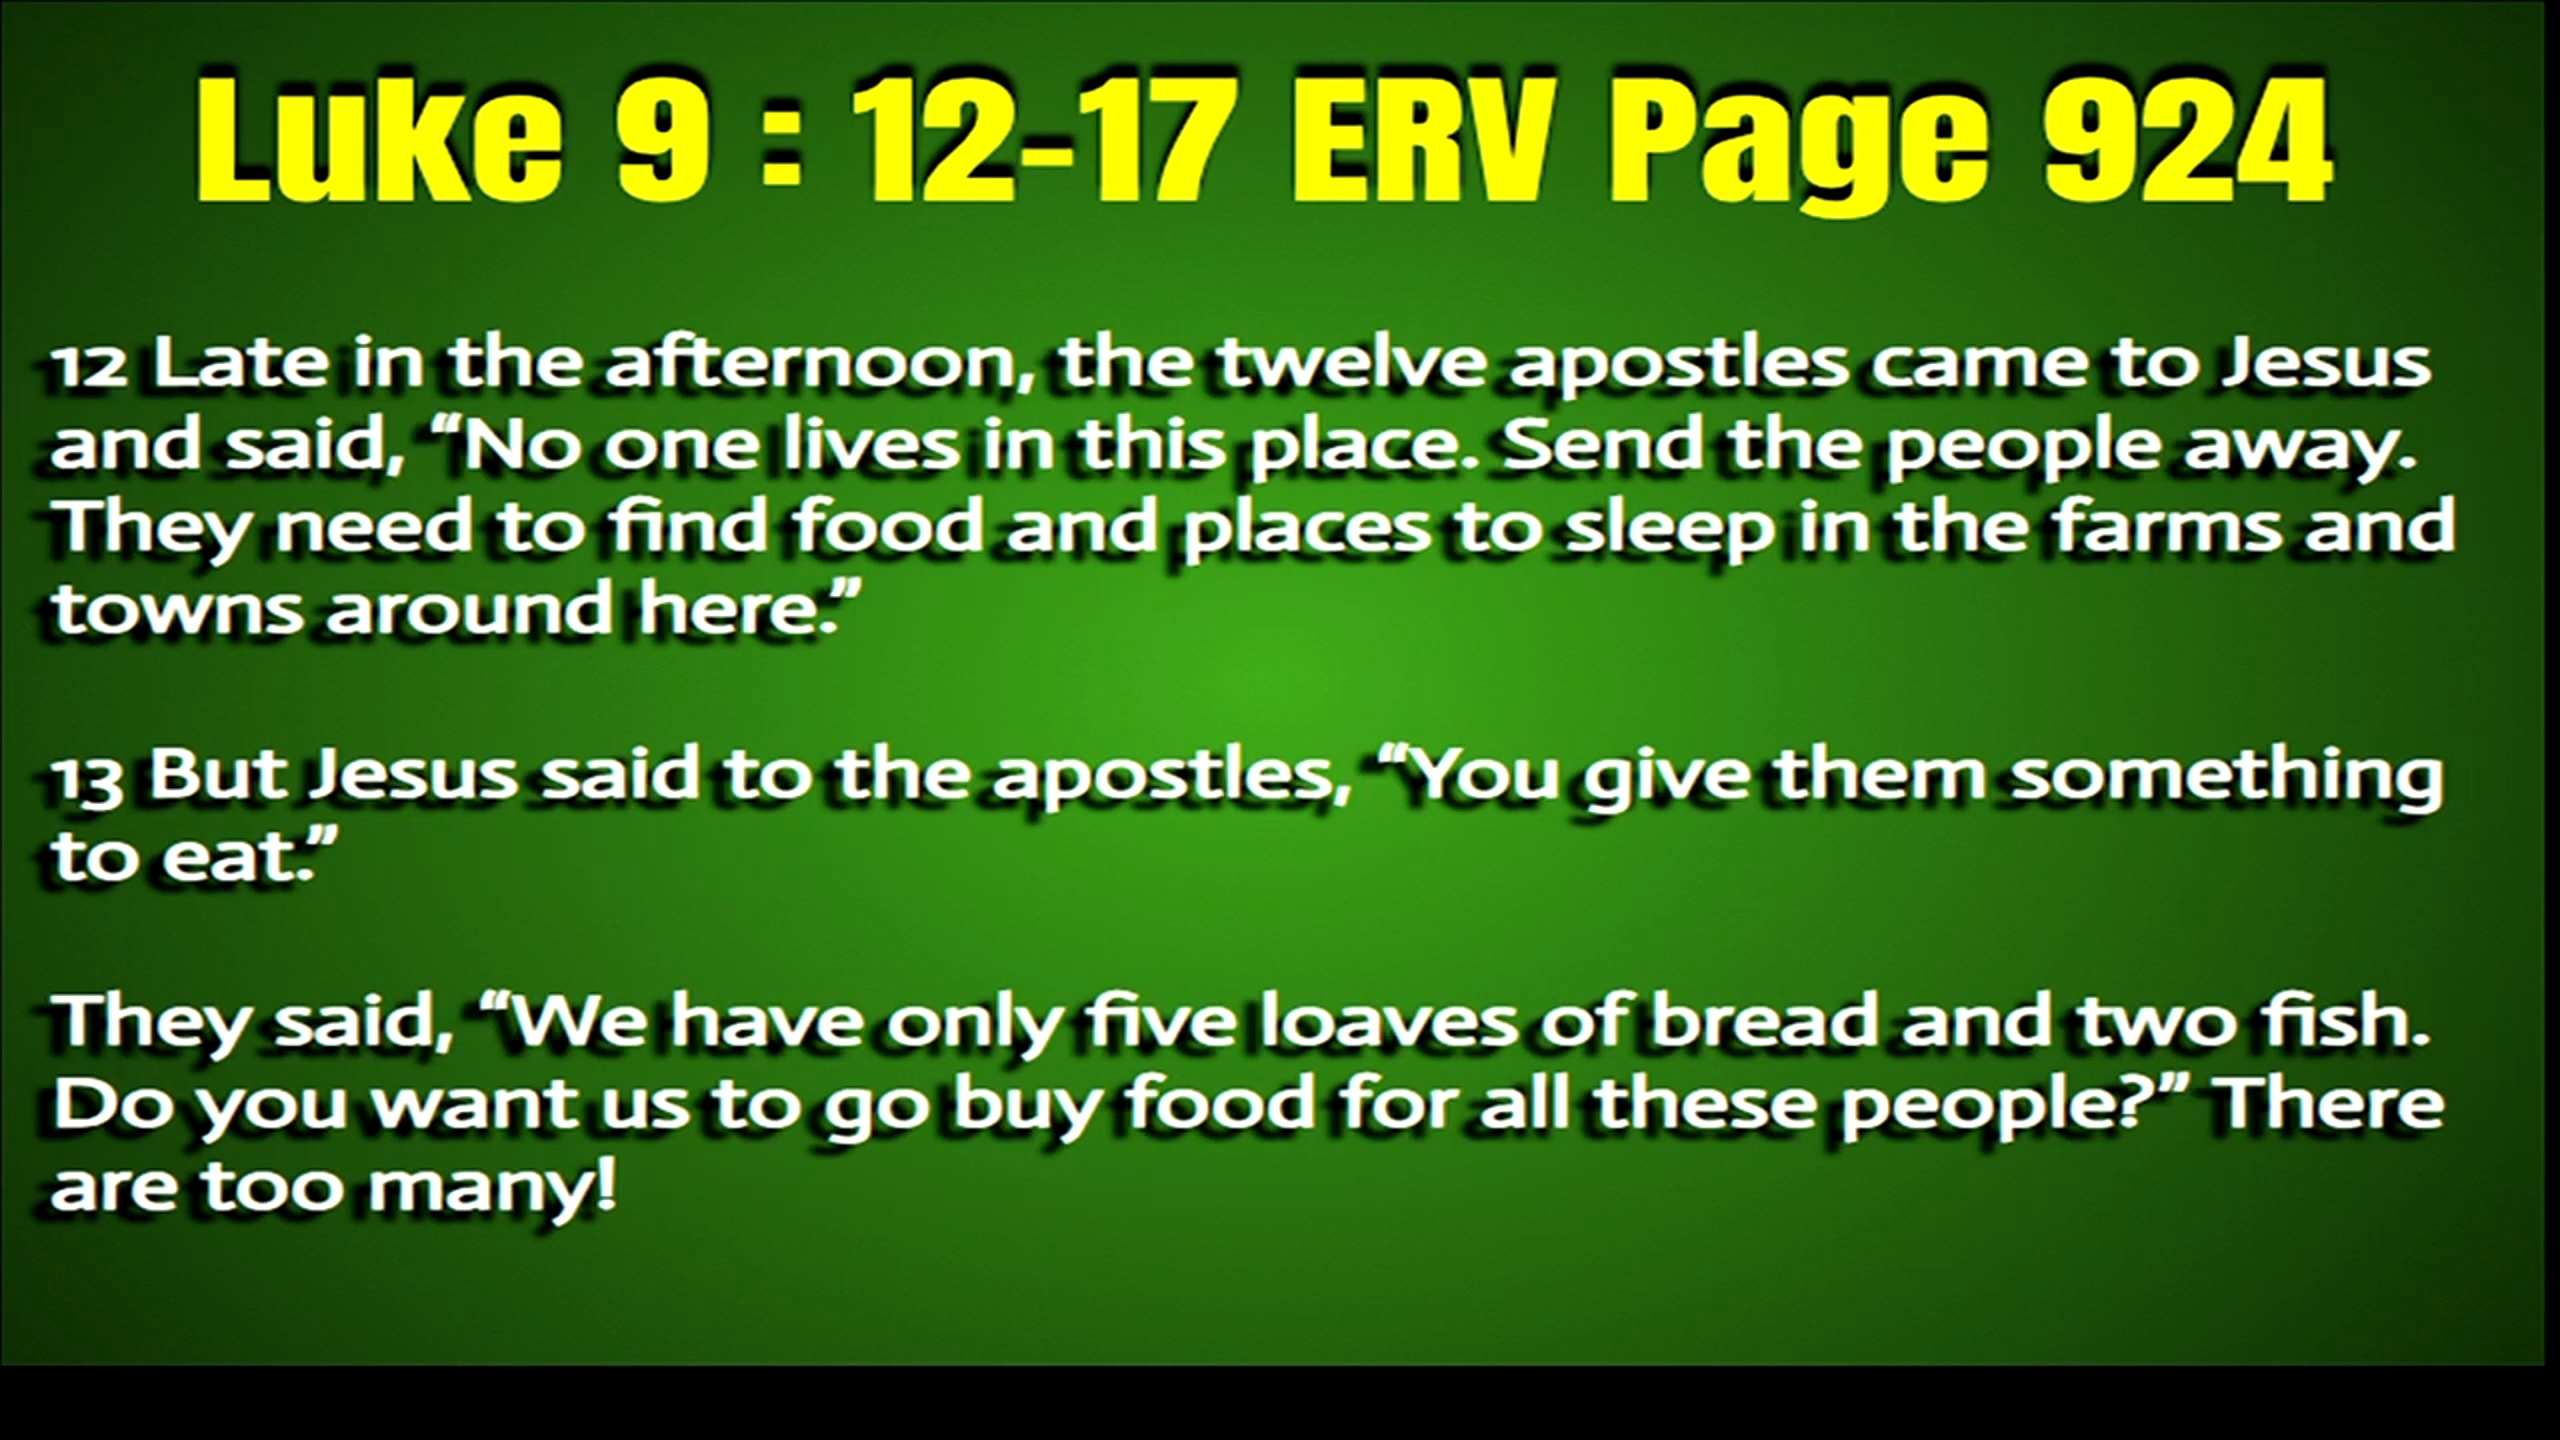 Luke 9 : 12-17 ERV Page 924
12 Late in the afternoon, the twelve apostles came to Jesus
and said, “No one lives in this place. Send the people away.
They need to find food and places to sleep in the farms and
towns around here.”
13 But Jesus said to the apostles, “You give them something
to eat.”
They said, “We have only five loaves of bread and two fish.
Do you want us to go buy food for all these people?” There
are too many!